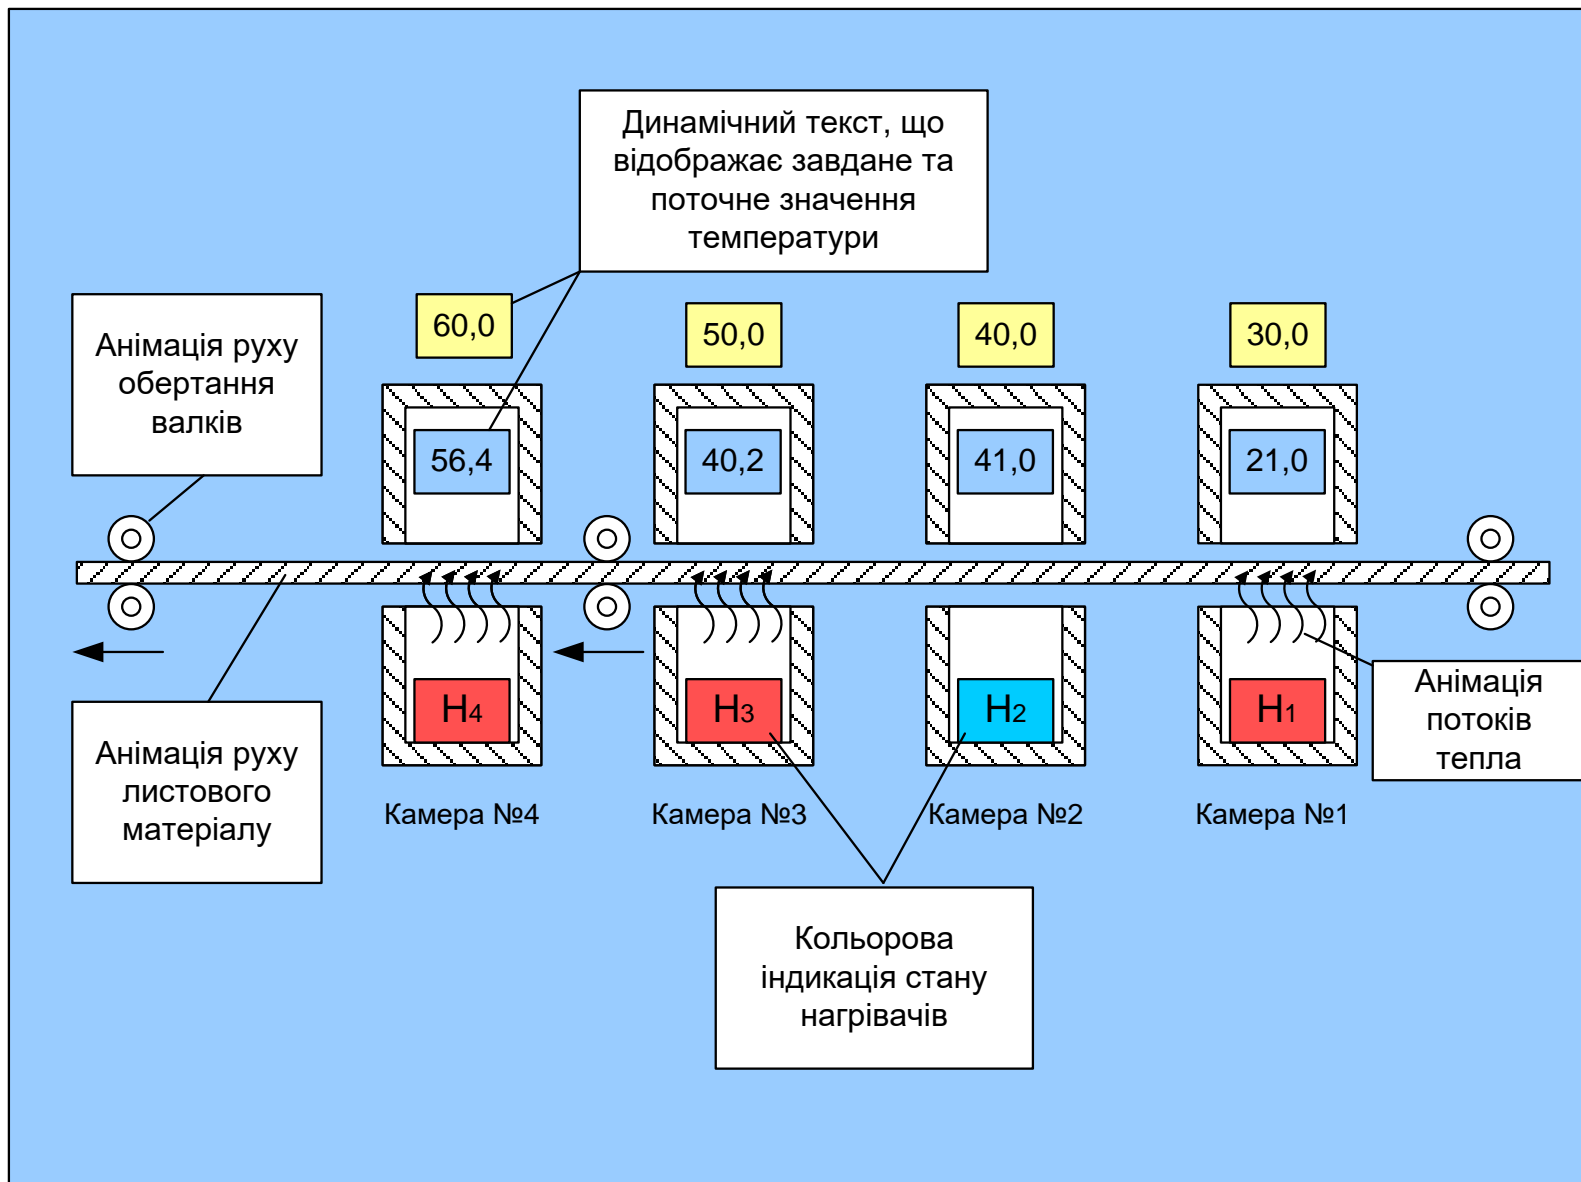 Динамічний текст, що
відображає завдане та
поточне значення
температури
Анімація руху
обертання
валків
60,0
50,0
40,0
30,0
56,4
40,2
41,0
21,0
H4
H3
H2
H1
Анімація
потоків
тепла
Анімація руху
листового
матеріалу
Камера №4
Камера №3
Камера №2
Камера №1
Кольорова
індикація стану
нагрівачів